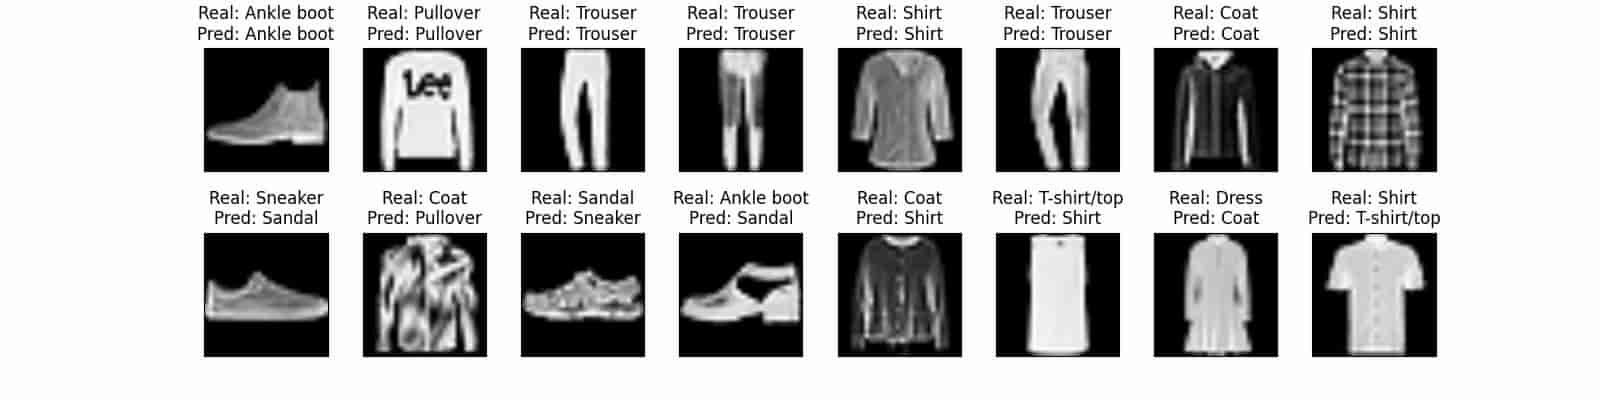 Real: Ankle boot
Pred: Ankle boot
Real: Pullover
Pred: Pullover
Real: Trouser
Pred: Trouser
Real: Trouser
Pred: Trouser
Real: Shirt
Pred: Shirt
Real: Trouser
Pred: Trouser
Real: Coat
Pred: Coat
Real: Shirt
Pred: Shirt
Lee
Real: Sneaker
Pred: Sandal
Real: Coat
Pred: Pullover
Real: Sandal
Pred: Sneaker
Real: Ankle boot
Pred: Sandal
Real: Coat
Pred: Shirt
Real: T-shirt/top
Pred: Shirt
Real: Dress
Pred: Coat
Real: Shirt
Pred: T-shirt/top